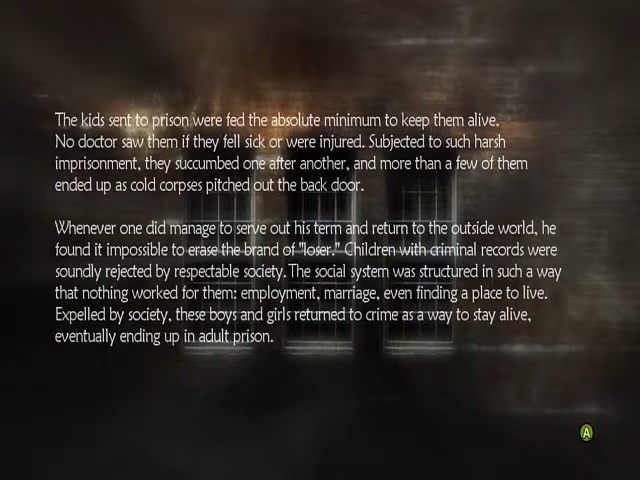 The kids sent to prison were fed the absolute minimum to keep them alive.
No doctor saw them if they fell sick or were injured. Subjected to such harsh
imprisonment, they succumbed one after another, and more than a few of them
ended up as cold corpses pitched out the back door.
Whenever one did manage to serve out his term and return to the outside world, he
found it impossible to erase the brand of "loser." Children with criminal records were
soundly rejected by respectable society. The social system was structured in such a way
that nothing worked for them: employment, marriage, even finding a place to live.
Expelled by society, these boys and girls returned to crime as a way to stay alive,
eventually ending up in adult prison.
A